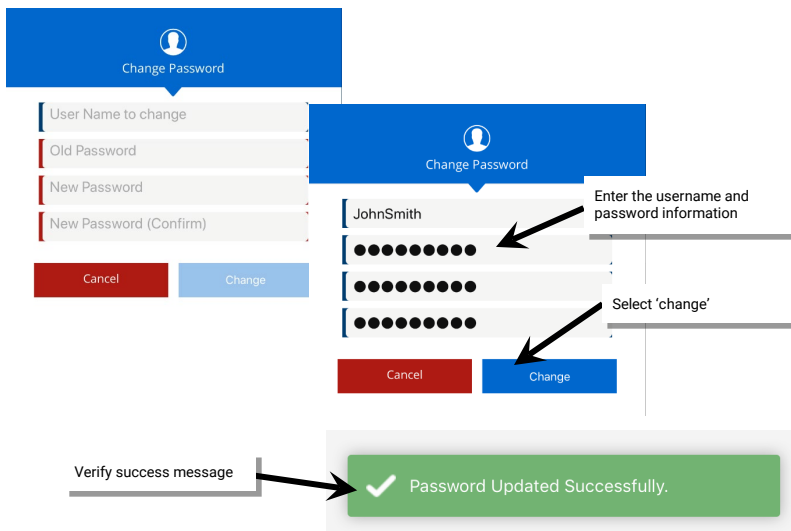 Change Password
User Name to change
Old Password
New Password
New Password (Confirm)
Cancel
Change
Change Password
JohnSmith
●●●●●●●●●
●●●●●●●●●
●●●●●●●●●
Cancel
Change
Enter the username and
password information
Select ‘change’
Verify success message
Password Updated Successfully.